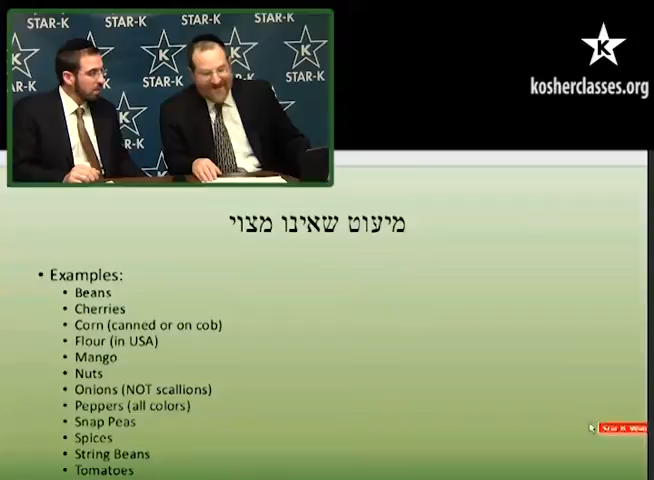 STAR-K STAR-K STAR-K
K
STAR-K STAR-K
kosherclasses.org
מיעוט שאינו מצוי
• Examples:
• Beans
• Cherries
• Corn (canned or on cob)
• Flour (in USA)
• Mango
• Nuts
• Onions (NOT scallions)
• Peppers (all colors)
• Snap Peas
• Spices
• String Beans
• Tomatoes